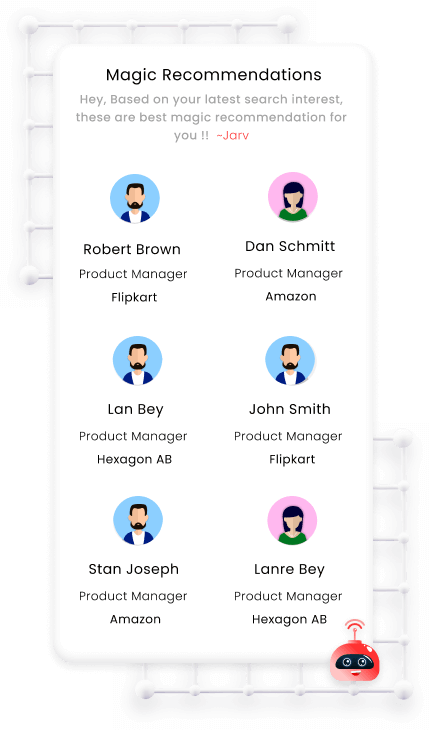 Magic Recommendations
Hey, Based on your latest search interest,
these are best magic recommendation for
you !! ~Jarv
Robert Brown
Product Manager
Flipkart
Dan Schmitt
Product Manager
Amazon
Lan Bey
Product Manager
Hexagon AB
John Smith
Product Manager
Flipkart
Stan Joseph
Product Manager
Amazon
Lanre Bey
Product Manager
Hexagon AB